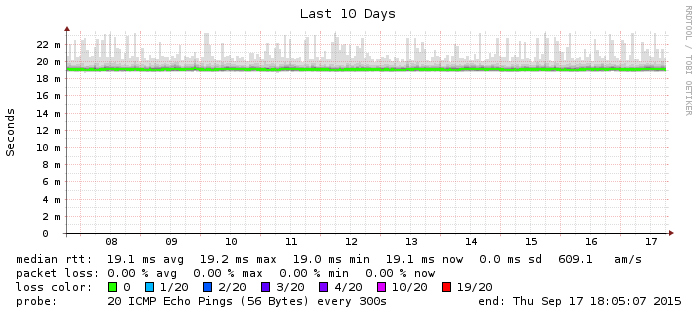 Last 10 Days
RRDTOOL / TOBI OETIKER
Seconds
22 m
20 m
18 m
16 m
14 m
12 m
10 m
8 m
6 m
4 m
2 m
0
08 09 10 11 12 13 14 15 16 17
median rtt: 19.1 ms avg 19.2 ms max 19.0 ms min 19.1 ms now 0.0 ms sd 609.1 am/s
packet loss: 0.00 % avg 0.00 % max 0.00 % min 0.00 % now
loss color: 0 1/20 2/20 3/20 4/20 10/20 19/20
probe: 20 ICMP Echo Pings (56 Bytes) every 300s end: Thu Sep 17 18:05:07 2015